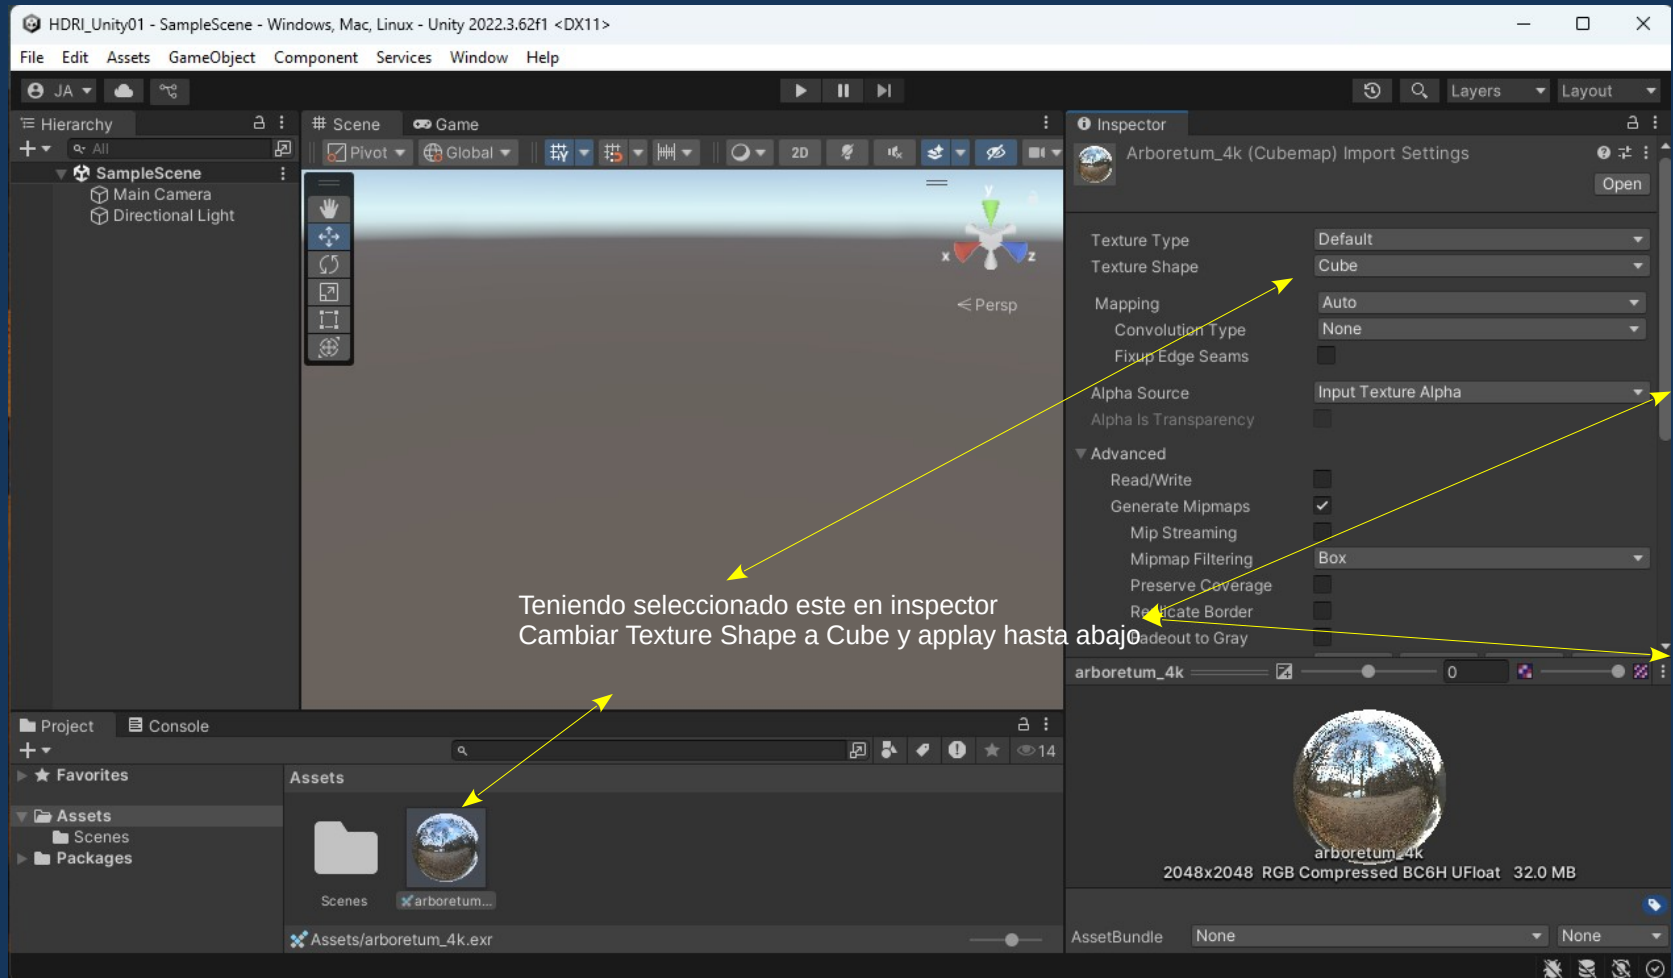 HDRI_Unity01 - SampleScene - Windows, Mac, Linux - Unity 2022.3.62f1 <DX11>
File Edit Assets GameObject Component Services Window Help
JA
Layers
Layout
Hierarchy
All
SampleScene
Main Camera
Directional Light
Scene
Game
Pivot
Global
2D
y
x
z
Persp
Teniendo seleccionado este en inspector
Cambiar Texture Shape a Cube y applay hasta abajo
Inspector
Arboretum_4k (Cubemap) Import Settings
Open
Texture Type Default
Texture Shape Cube
Mapping Auto
Convolution Type None
Fixup Edge Seams
Alpha Source Input Texture Alpha
Alpha Is Transparency
Advanced
Read/Write
Generate Mipmaps
Mip Streaming
Mipmap Filtering Box
Preserve Coverage
Replicate Border
Fadeout to Gray
arboretum_4k
0
arboretum_4k
2048x2048 RGB Compressed BC6H UFloat 32.0 MB
AssetBundle None None
Project
Console
14
Favorites
Assets
Scenes
Packages
Assets
Scenes
arboretum...
Assets/arboretum_4k.exr